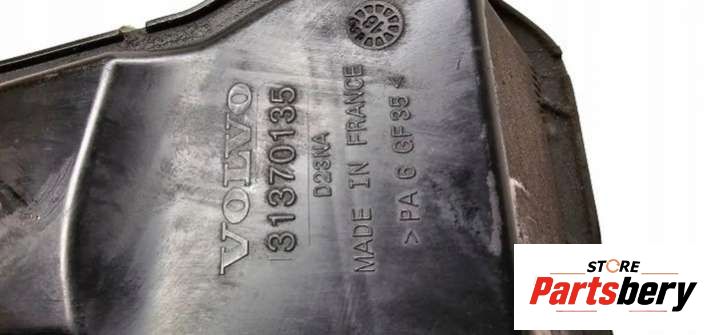 VOLVO
31370135
D23NA
MADE IN FRANCE
>PA 6 GF35<
STORE
Partsbery